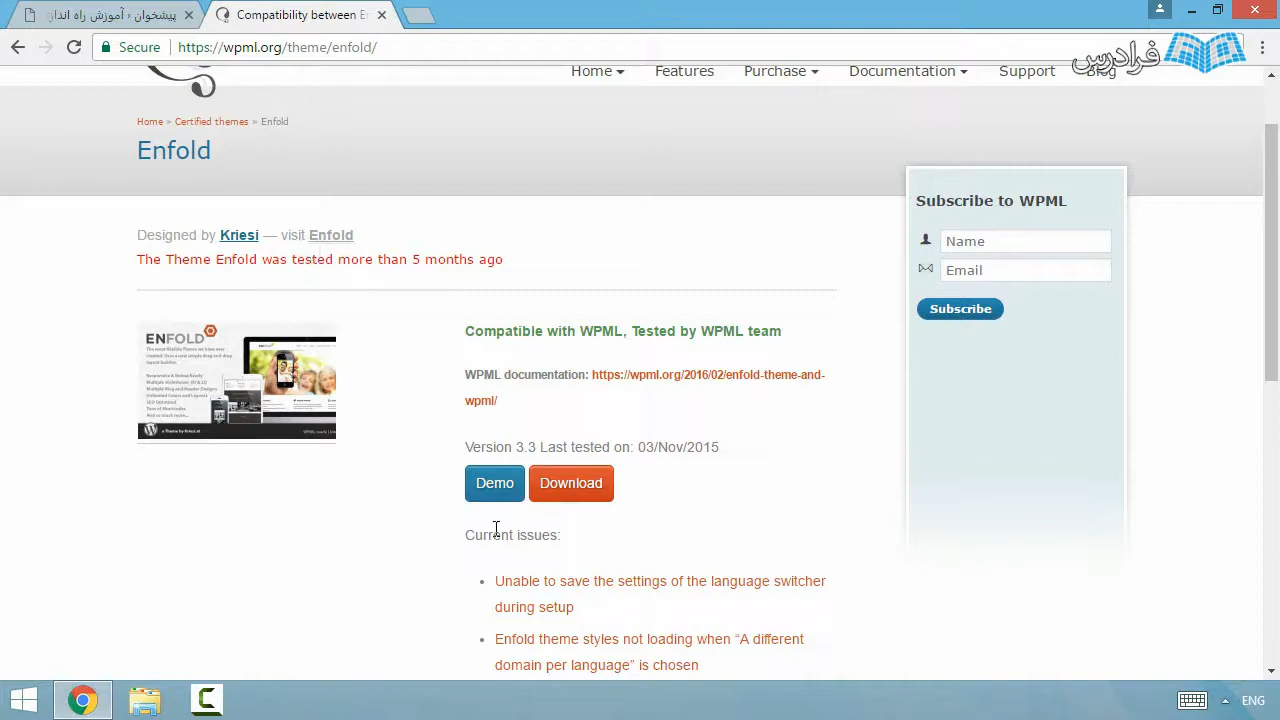 پیشخوان ‹ آموزش راه اندازی
Compatibility between E
Secure
https://wpml.org/theme/enfold/
فرادرس
Home
Features
Purchase
Documentation
Support
Blog
Home » Certified themes » Enfold
Enfold
Designed by Kriesi — visit Enfold
The Theme Enfold was tested more than 5 months ago
Subscribe to WPML
Name
Email
Subscribe
ENFOLD
Compatible with WPML, Tested by WPML team
WPML documentation: https://wpml.org/2016/02/enfold-theme-and-
wpml/
Version 3.3 Last tested on: 03/Nov/2015
Demo
Download
Current issues:
Unable to save the settings of the language switcher
during setup
Enfold theme styles not loading when “A different
domain per language” is chosen
ENG